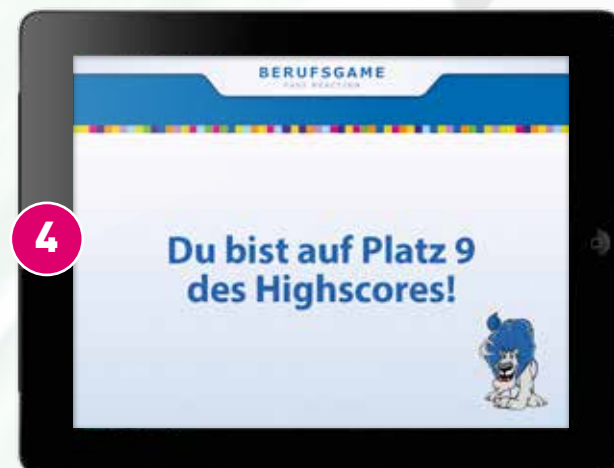 BERUFSGAME
FAST REACTION
4
Du bist auf Platz 9
des Highscores!